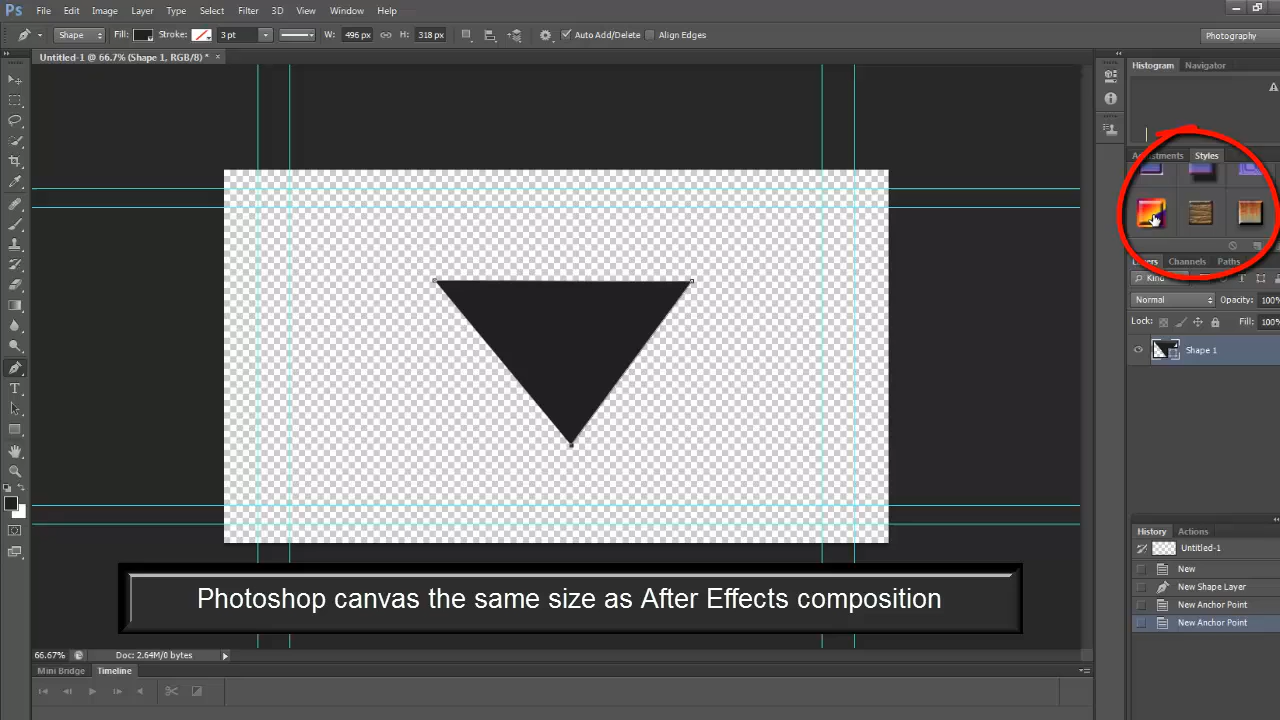 Ps File Edit Image Layer Type Select Filter 3D View Window Help
Shape Fill: Stroke: 3 pt W: 496 px H: 318 px Auto Add/Delete Align Edges Photography
Untitled-1 @ 66.7% (Shape 1, RGB/8) * ×
Histogram Navigator
Adjustments Styles
Layers Channels Paths
Kind
Normal Opacity: 100%
Lock: Fill: 100%
Shape 1
History Actions
Untitled-1
New
New Shape Layer
New Anchor Point
New Anchor Point
Photoshop canvas the same size as After Effects composition
66.67% Doc: 2.64M/0 bytes
Mini Bridge Timeline